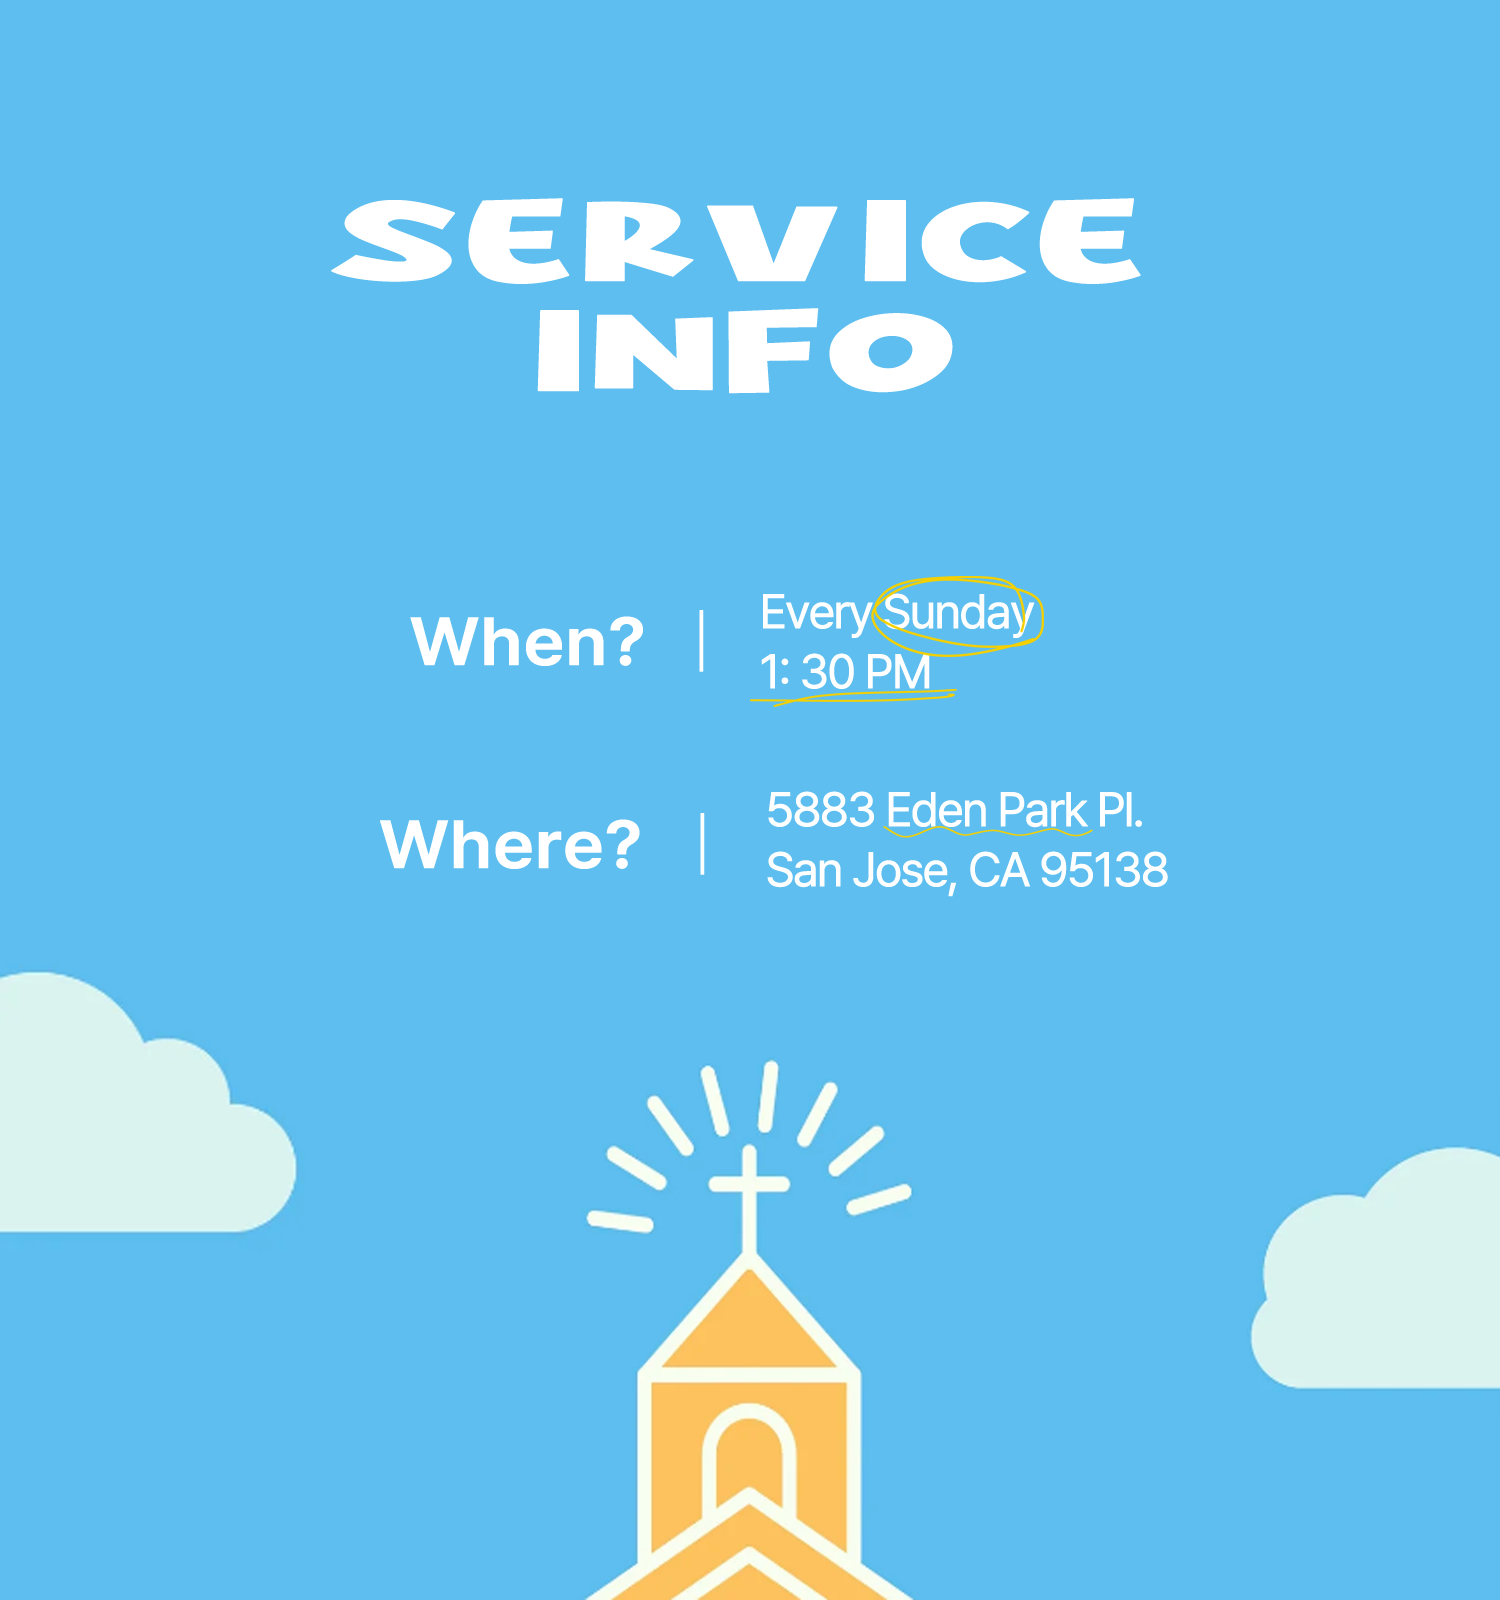 SERVICE
INFO
When?
Every Sunday
1: 30 PM
Where?
5883 Eden Park Pl.
San Jose, CA 95138